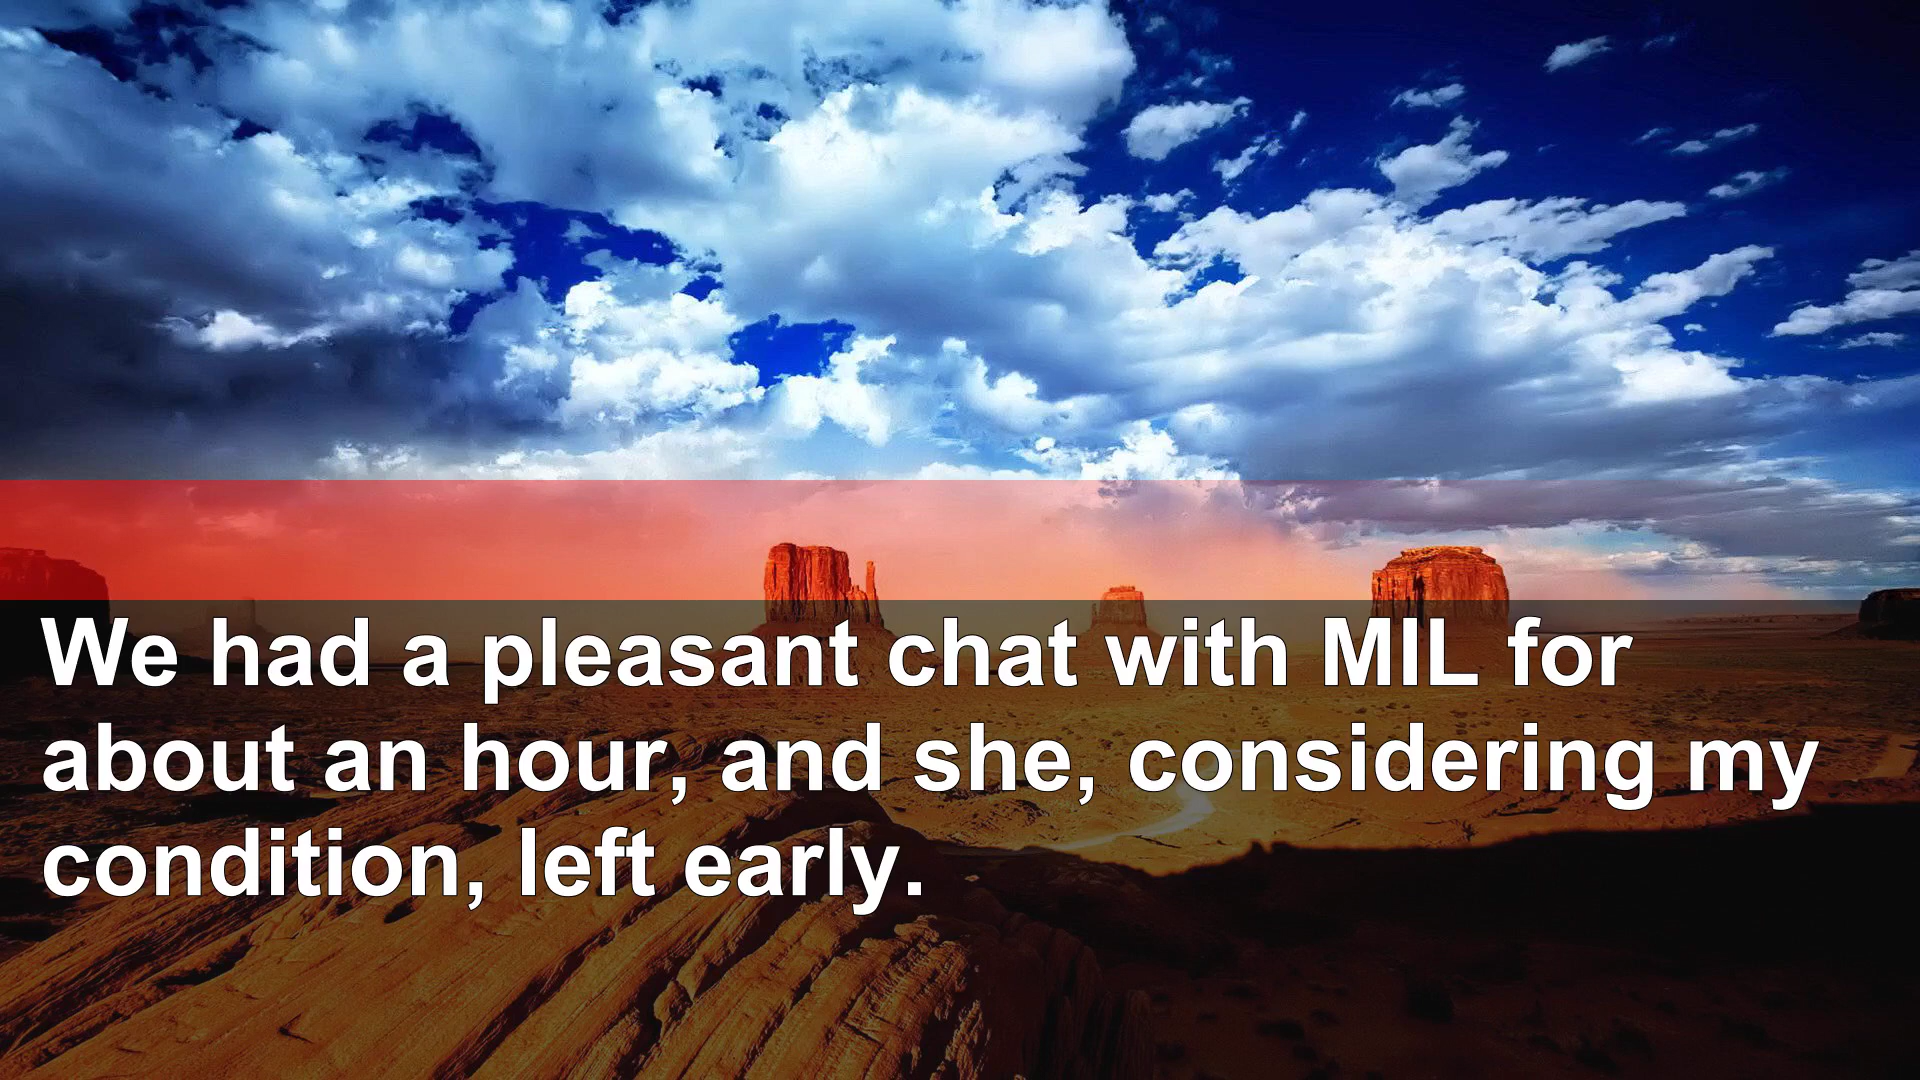 We had a pleasant chat with MIL for
about an hour, and she, considering my
condition, left early.